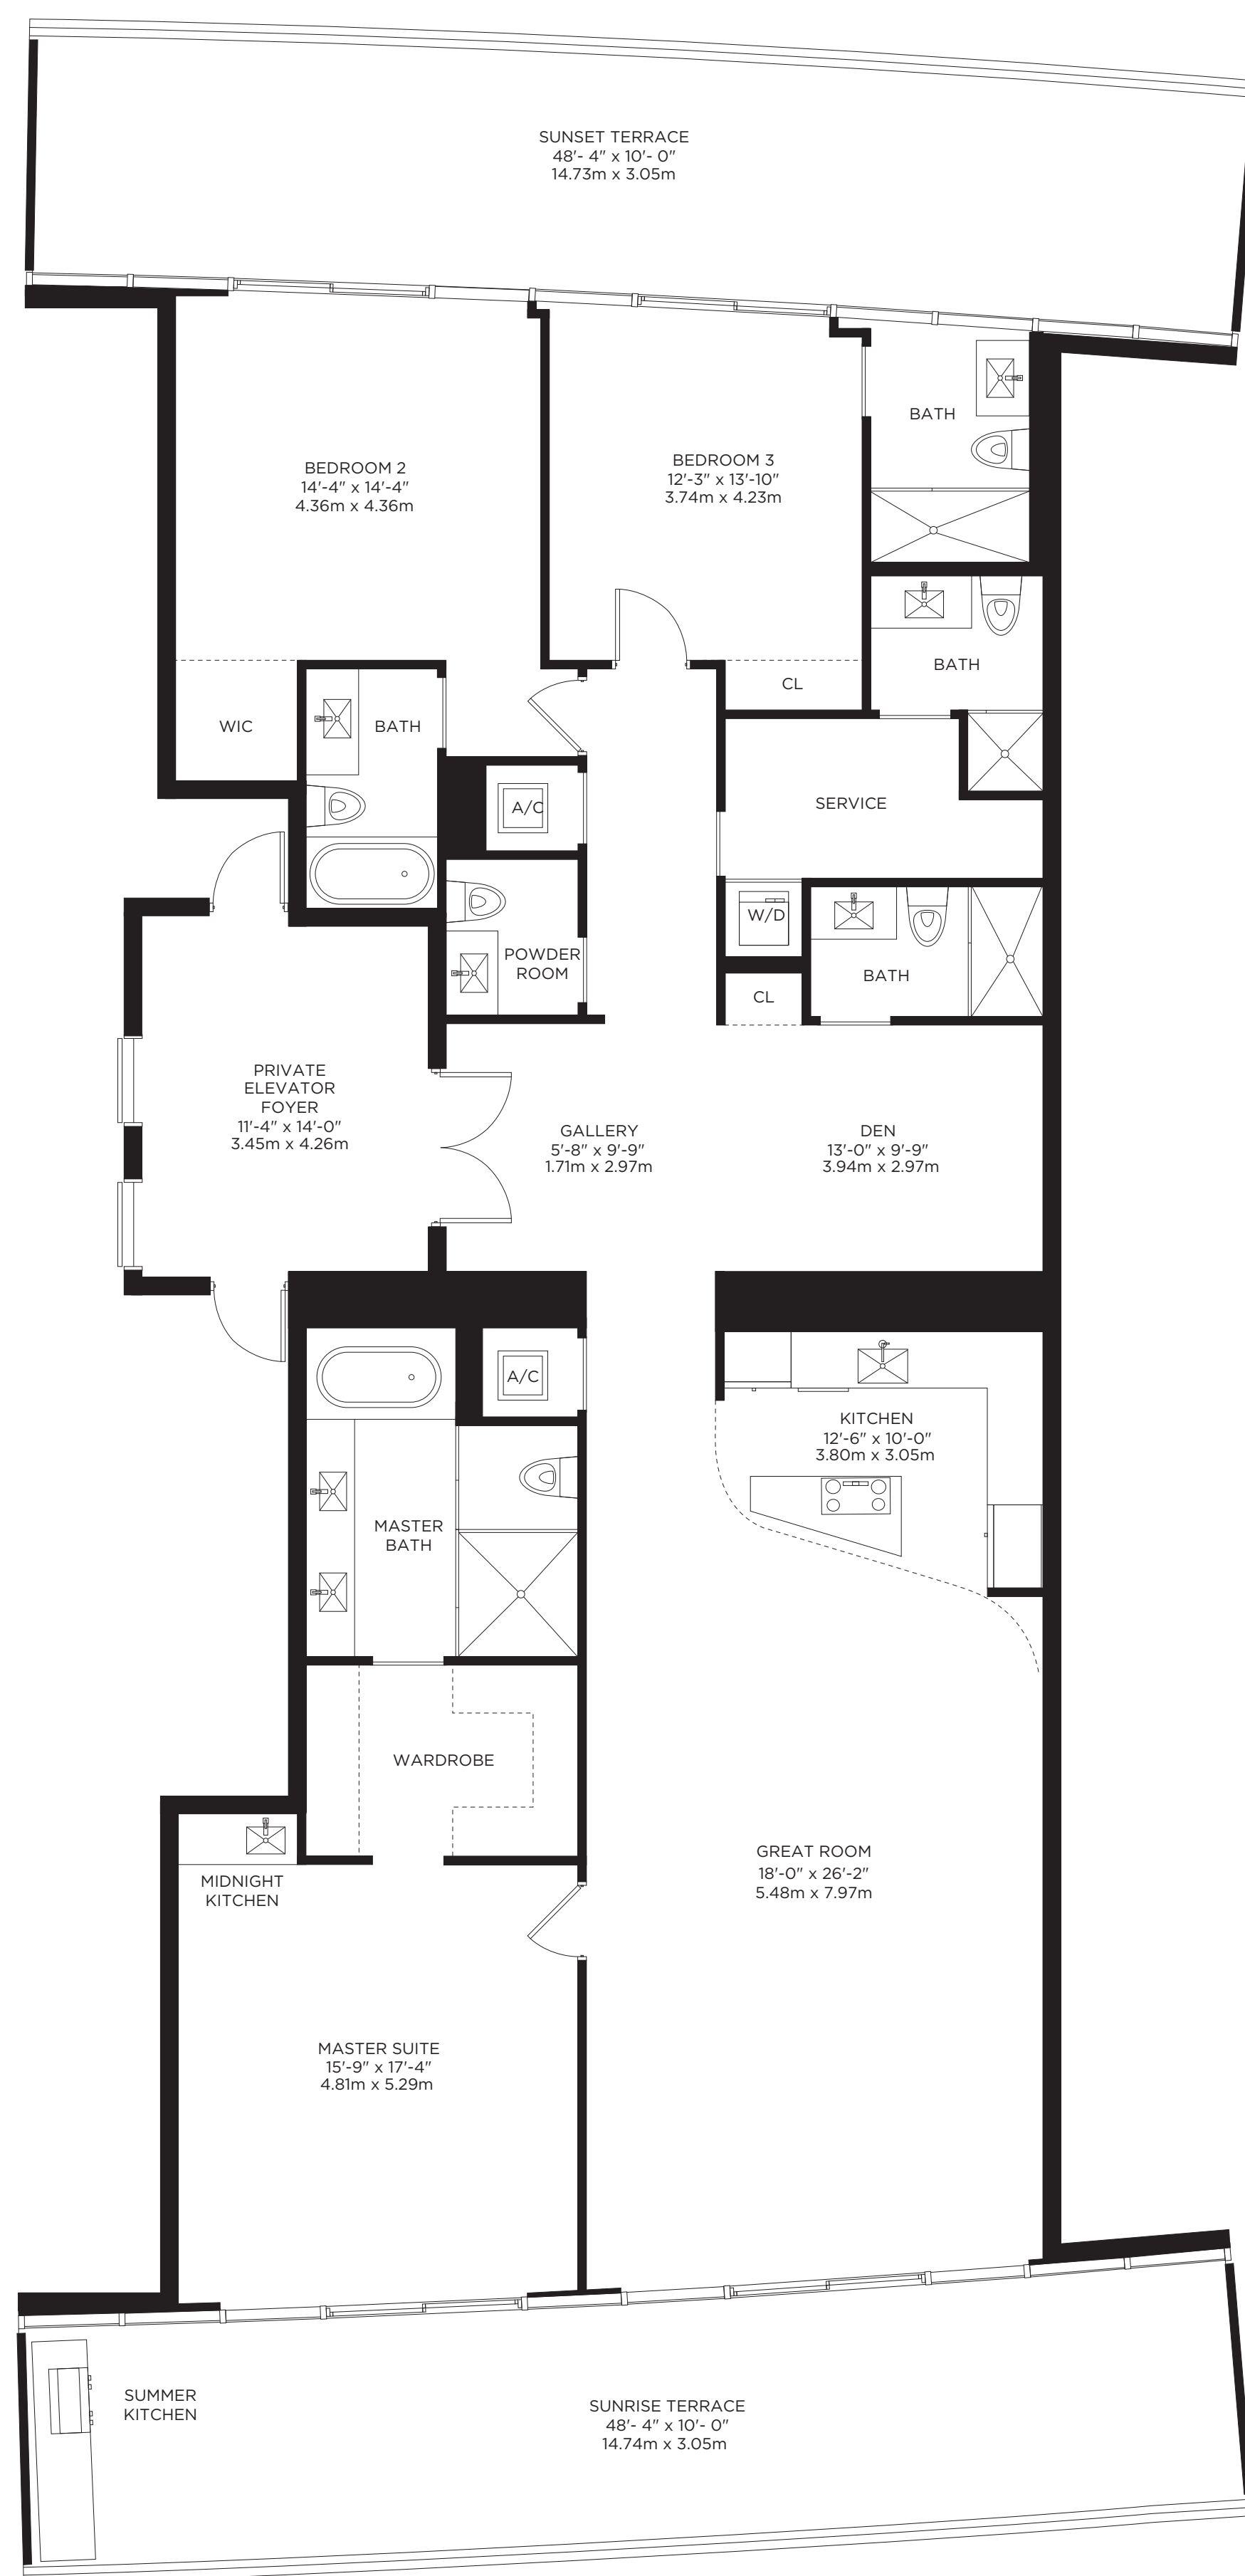 SUNSET TERRACE
48'- 4" x 10'- 0"
14.73m x 3.05m
BATH
BEDROOM 2
14'-4" x 14'-4"
4.36m x 4.36m
BEDROOM 3
12'-3" x 13'-10"
3.74m x 4.23m
BATH
CL
WIC
BATH
A/C
SERVICE
W/D
POWDER
ROOM
BATH
CL
PRIVATE
ELEVATOR
FOYER
11'-4" x 14'-0"
3.45m x 4.26m
GALLERY
5'-8" x 9'-9"
1.71m x 2.97m
DEN
13'-0" x 9'-9"
3.94m x 2.97m
A/C
KITCHEN
12'-6" x 10'-0"
3.80m x 3.05m
MASTER
BATH
WARDROBE
GREAT ROOM
18'-0" x 26'-2"
5.48m x 7.97m
MIDNIGHT
KITCHEN
MASTER SUITE
15'-9" x 17'-4"
4.81m x 5.29m
SUMMER
KITCHEN
SUNRISE TERRACE
48'- 4" x 10'- 0"
14.74m x 3.05m